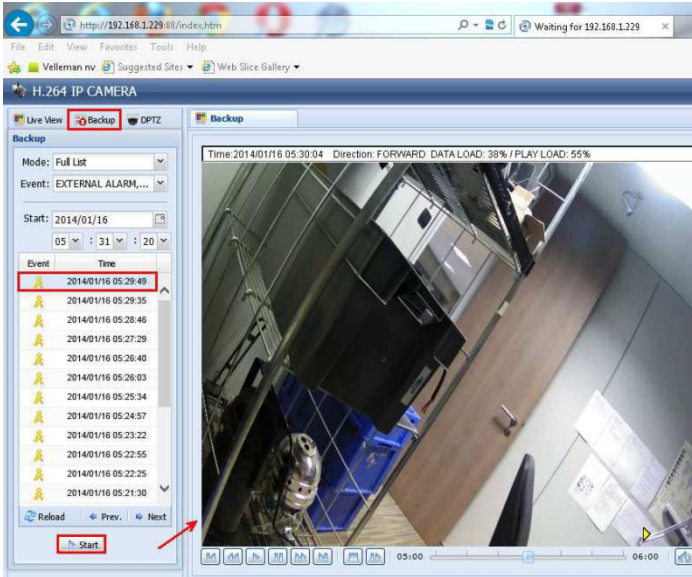 http://192.168.1.229:88/index.htm
Waiting for 192.168.1.229
File Edit View Favorites Tools Help
Velleman nv Suggested Sites Web Slice Gallery
H.264 IP CAMERA
Live View Backup DPTZ
Backup
Backup
Mode: Full List
Event: EXTERNAL ALARM,...
Start: 2014/01/16
05 : 31 : 20
Event Time
2014/01/16 05:29:49
2014/01/16 05:29:35
2014/01/16 05:28:46
2014/01/16 05:27:29
2014/01/16 05:26:40
2014/01/16 05:26:03
2014/01/16 05:25:34
2014/01/16 05:24:57
2014/01/16 05:23:22
2014/01/16 05:22:55
2014/01/16 05:22:25
2014/01/16 05:21:30
Reload Prev. Next
Start
Time:2014/01/16 05:30:04 Direction: FORWARD DATA LOAD: 38% / PLAY LOAD: 55%
05:00 06:00